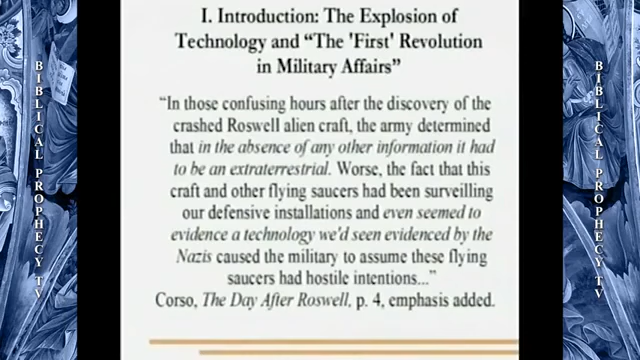 I. Introduction: The Explosion of
Technology and “The 'First' Revolution
in Military Affairs”
“In those confusing hours after the discovery of the
crashed Roswell alien craft, the army determined
that in the absence of any other information it had
to be an extraterrestrial. Worse, the fact that this
craft and other flying saucers had been surveilling
our defensive installations and even seemed to
evidence a technology we'd seen evidenced by the
Nazis caused the military to assume these flying
saucers had hostile intentions...”
Corso, The Day After Roswell, p. 4, emphasis added.
BIBLICAL PROPHECY TV
BIBLICAL PROPHECY TV